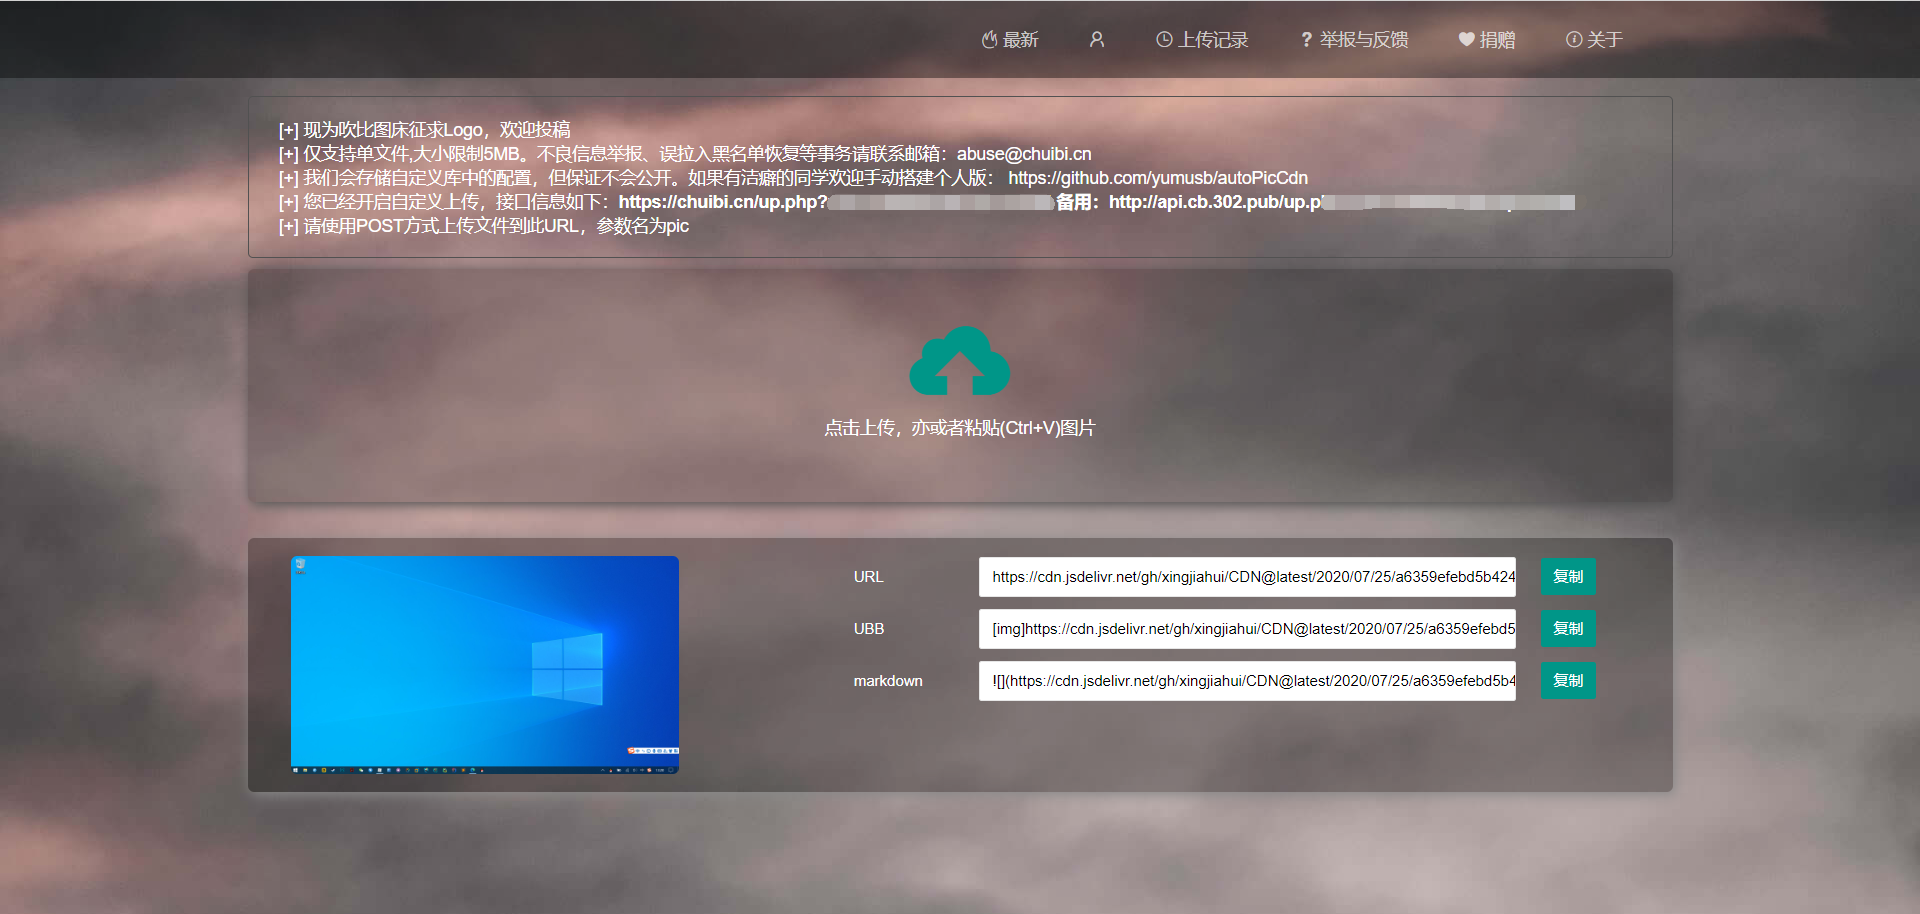 最新
上传记录
? 举报与反馈
捐赠
关于
[+] 现为吹比图床征求Logo，欢迎投稿
[+] 仅支持单文件,大小限制5MB。不良信息举报、误拉入黑名单恢复等事务请联系邮箱：abuse@chuibi.cn
[+] 我们会存储自定义库中的配置，但保证不会公开。如果有洁癖的同学欢迎手动搭建个人版： https://github.com/yumusb/autoPicCdn
[+] 您已经开启自定义上传，接口信息如下：https://chuibi.cn/up.php? 备用：http://api.cb.302.pub/up.p
[+] 请使用POST方式上传文件到此URL，参数名为pic
点击上传，亦或者粘贴(Ctrl+V)图片
URL
https://cdn.jsdelivr.net/gh/xingjiahui/CDN@latest/2020/07/25/a6359efebd5b424
复制
UBB
[img]https://cdn.jsdelivr.net/gh/xingjiahui/CDN@latest/2020/07/25/a6359efebd5
复制
markdown
![](https://cdn.jsdelivr.net/gh/xingjiahui/CDN@latest/2020/07/25/a6359efebd5b4
复制